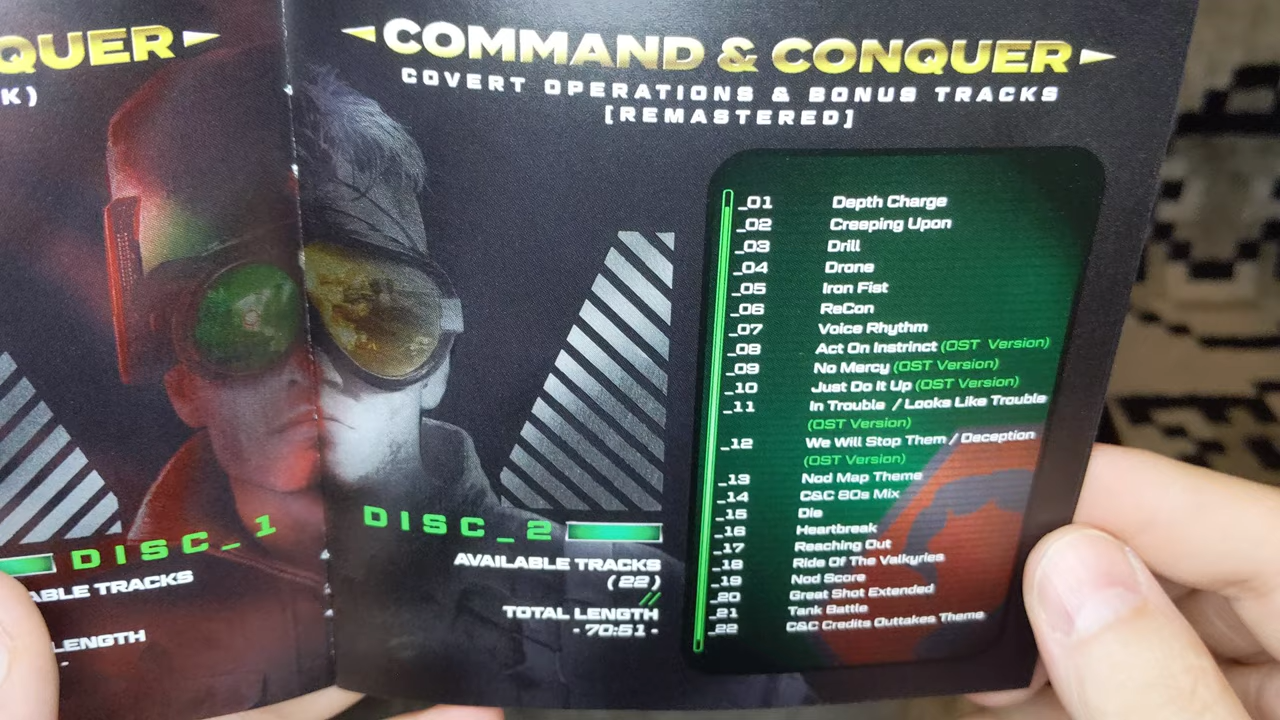 QUER
K)
DISC_1
ABLE TRACKS
LENGTH
-
COMMAND & CONQUER
COVERT OPERATIONS & BONUS TRACKS
[REMASTERED]
_01 Depth Charge
_02 Creeping Upon
_03 Drill
_04 Drone
_05 Iron Fist
_06 ReCon
_07 Voice Rhythm
_08 Act On Instrinct (OST Version)
_09 No Mercy (OST Version)
_10 Just Do It Up (OST Version)
_11 In Trouble / Looks Like Trouble
(OST Version)
_12 We Will Stop Them / Deception
(OST Version)
_13 Nod Map Theme
_14 C&C 80s Mix
_15 Die
_16 Heartbreak
_17 Reaching Out
_18 Ride Of The Valkyries
_19 Nod Score
_20 Great Shot Extended
_21 Tank Battle
_22 C&C Credits Outtakes Theme
DISC_2
AVAILABLE TRACKS
(22)
//
TOTAL LENGTH
- 70:51 -